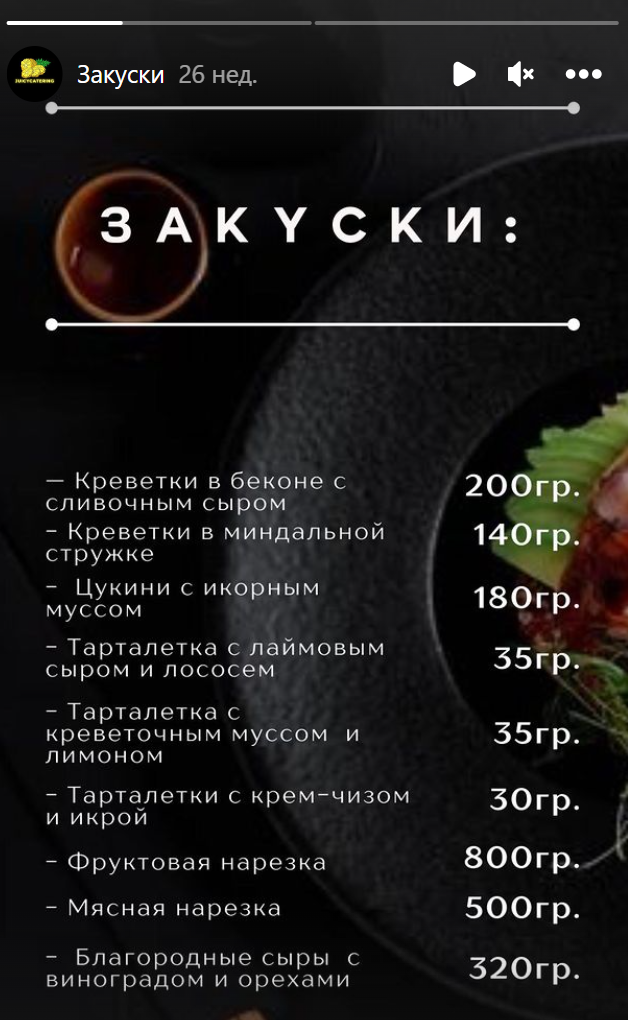 Закуски 26 нед.
JUICYCATERING
ЗАКУСКИ:
— Креветки в беконе с
сливочным сыром
200гр.
– Креветки в миндальной
стружке
140гр.
– Цукини с икорным
муссом
180гр.
– Тарталетка с лаймовым
сыром и лососем
35гр.
– Тарталетка с
креветочным муссом и
лимоном
35гр.
– Тарталетки с крем-чизом
и икрой
30гр.
– Фруктовая нарезка
800гр.
– Мясная нарезка
500гр.
– Благородные сыры с
виноградом и орехами
320гр.